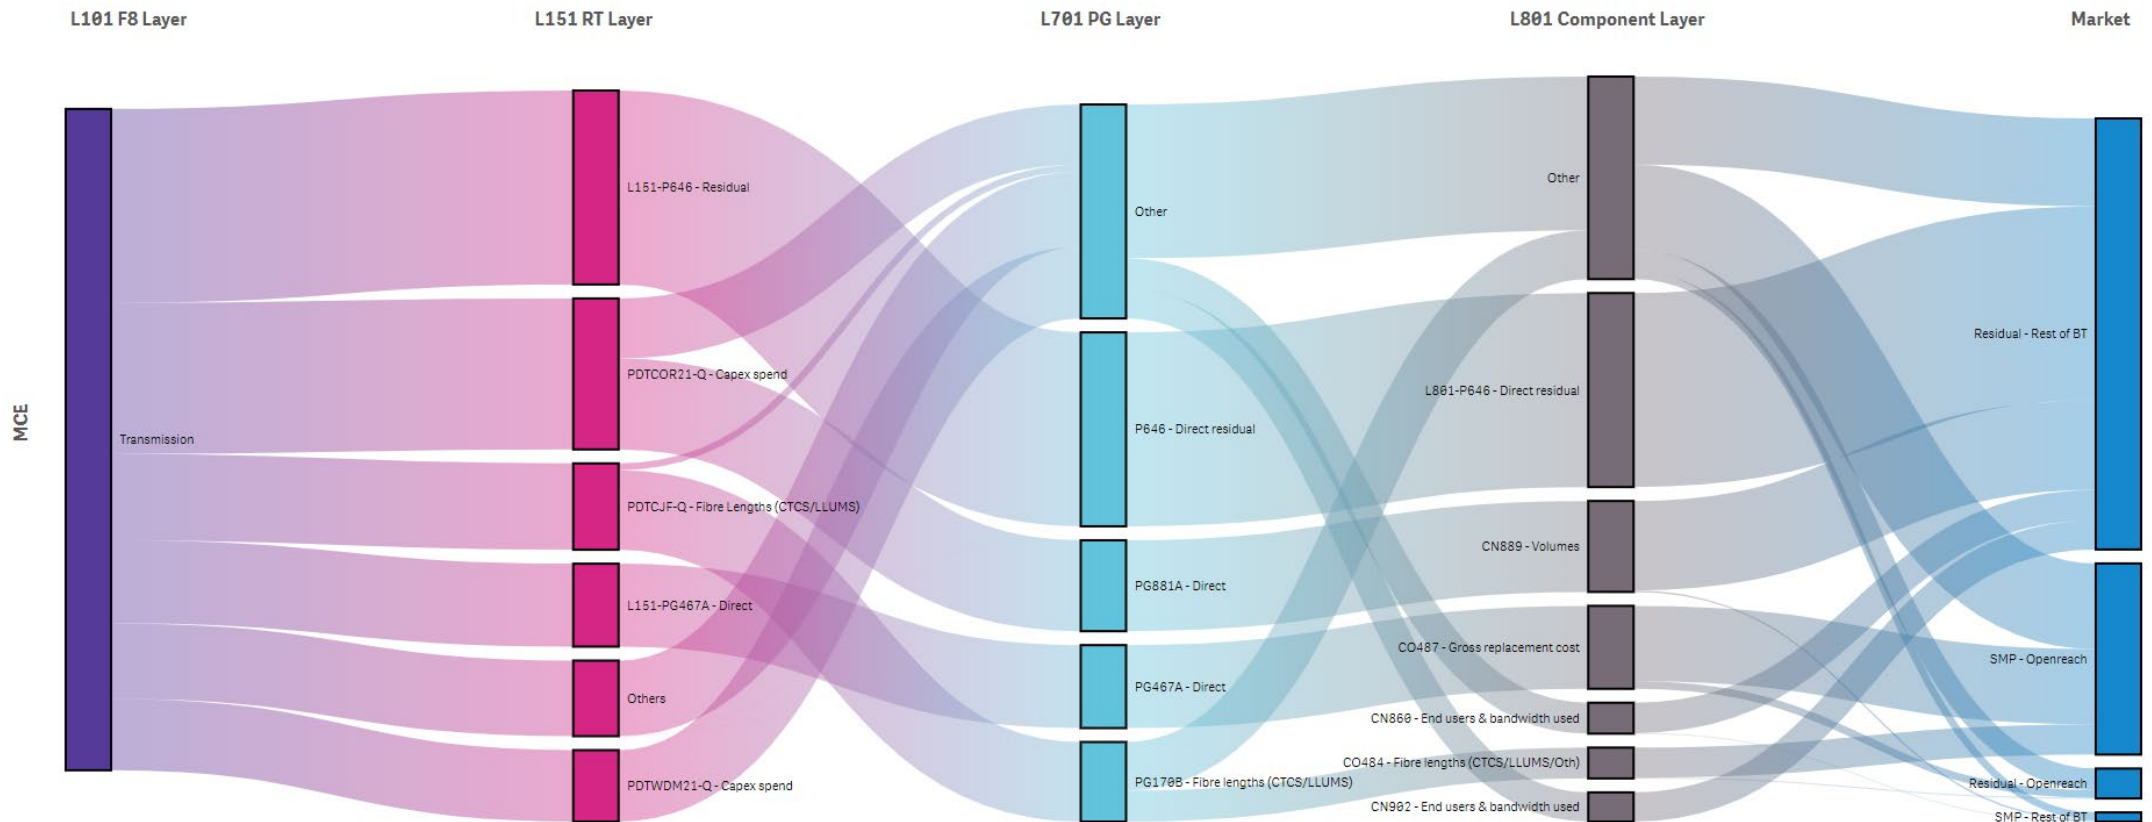 L101 F8 Layer
L151 RT Layer
L701 PG Layer
L801 Component Layer
Market
MCE
Transmission
L151-P646 - Residual
PDTCOR21-Q - Capex spend
PDTCJF-Q - Fibre Lengths (CTCS/LLUMS)
L151-PG467A - Direct
Others
PDTWDM21-Q - Capex spend
Other
P646 - Direct residual
PG881A - Direct
PG467A - Direct
PG170B - Fibre lengths (CTCS/LLUMS)
Other
L801-P646 - Direct residual
CN889 - Volumes
CO487 - Gross replacement cost
CN860 - End users & bandwidth used
CO484 - Fibre lengths (CTCS/LLUMS/Oth)
CN902 - End users & bandwidth used
Residual - Rest of BT
SMP - Openreach
Residual - Openreach
SMP - Rest of BT